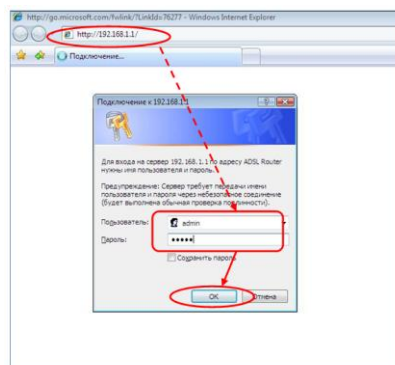 http://go.microsoft.com/fwlink/?LinkId=76277 - Windows Internet Explorer
http://192.168.1.1/
Подключение...
Подключение к 192.168.1.1
Для входа на сервер 192.168.1.1 по адресу ADSL Router
нужны имя пользователя и пароль.
Предупреждение: Сервер требует передачи имени
пользователя и пароля через небезопасное соединение
(будет выполнена обычная проверка подлинности).
Пользователь:
admin
Пароль:
•••••
Сохранить пароль
OK
Отмена